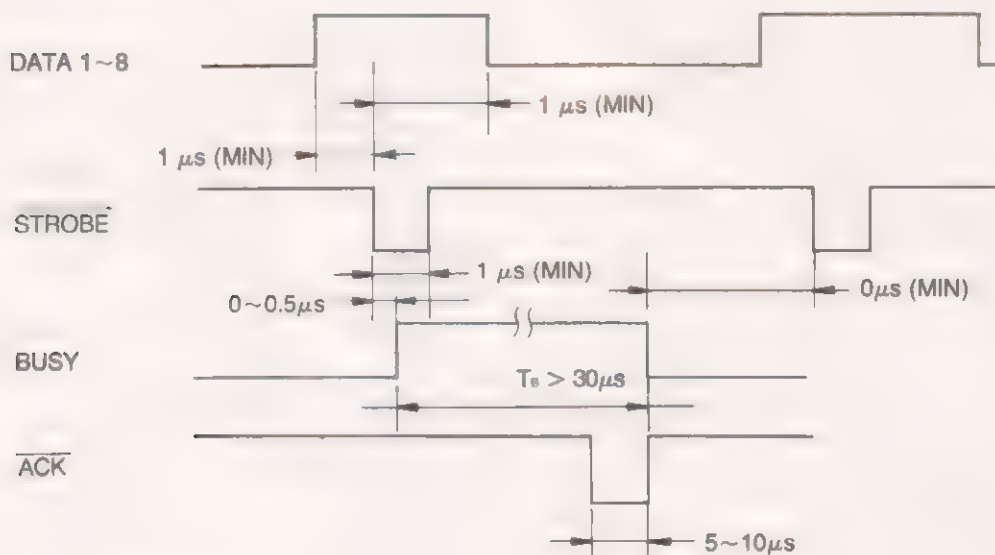 DATA 1~8
1 μs (MIN)
1 μs (MIN)
STROBE
1 μs (MIN)
0~0.5μs
0μs (MIN)
BUSY
T_B > 30μs
ACK
5~10μs